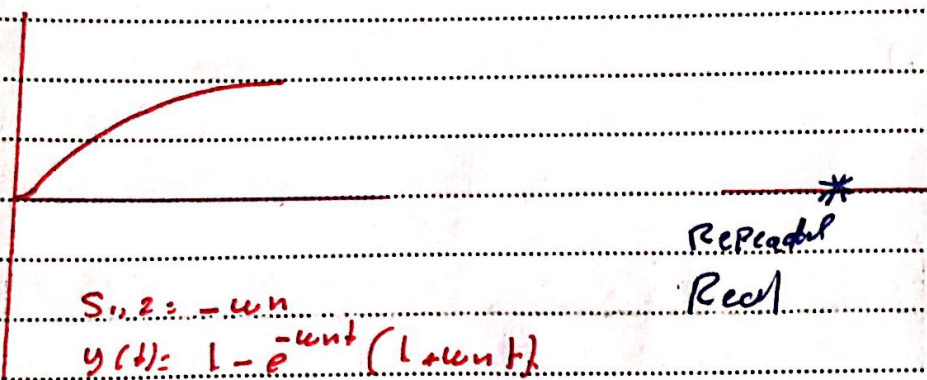 Repeated
Real
S₁,₂ = -ωn
y(t) = 1 - e^-ωnt (1 + ωnt)